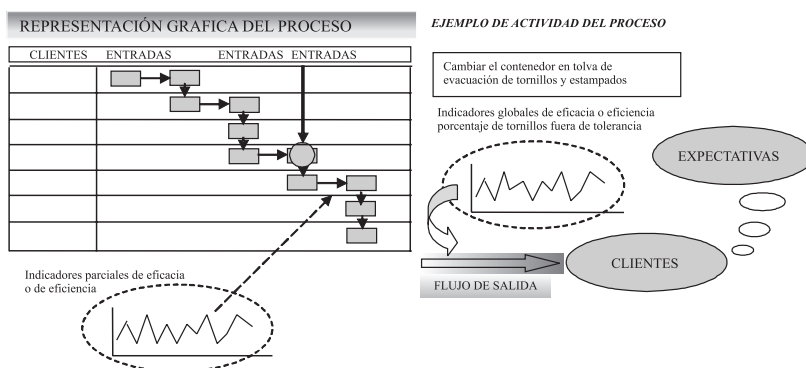 REPRESENTACIÓN GRAFICA DEL PROCESO
CLIENTES ENTRADAS ENTRADAS ENTRADAS
Indicadores parciales de eficacia
o de eficiencia
EJEMPLO DE ACTIVIDAD DEL PROCESO
Cambiar el contenedor en tolva de
evacuación de tornillos y estampados
Indicadores globales de eficacia o eficiencia
porcentaje de tornillos fuera de tolerancia
EXPECTATIVAS
CLIENTES
FLUJO DE SALIDA